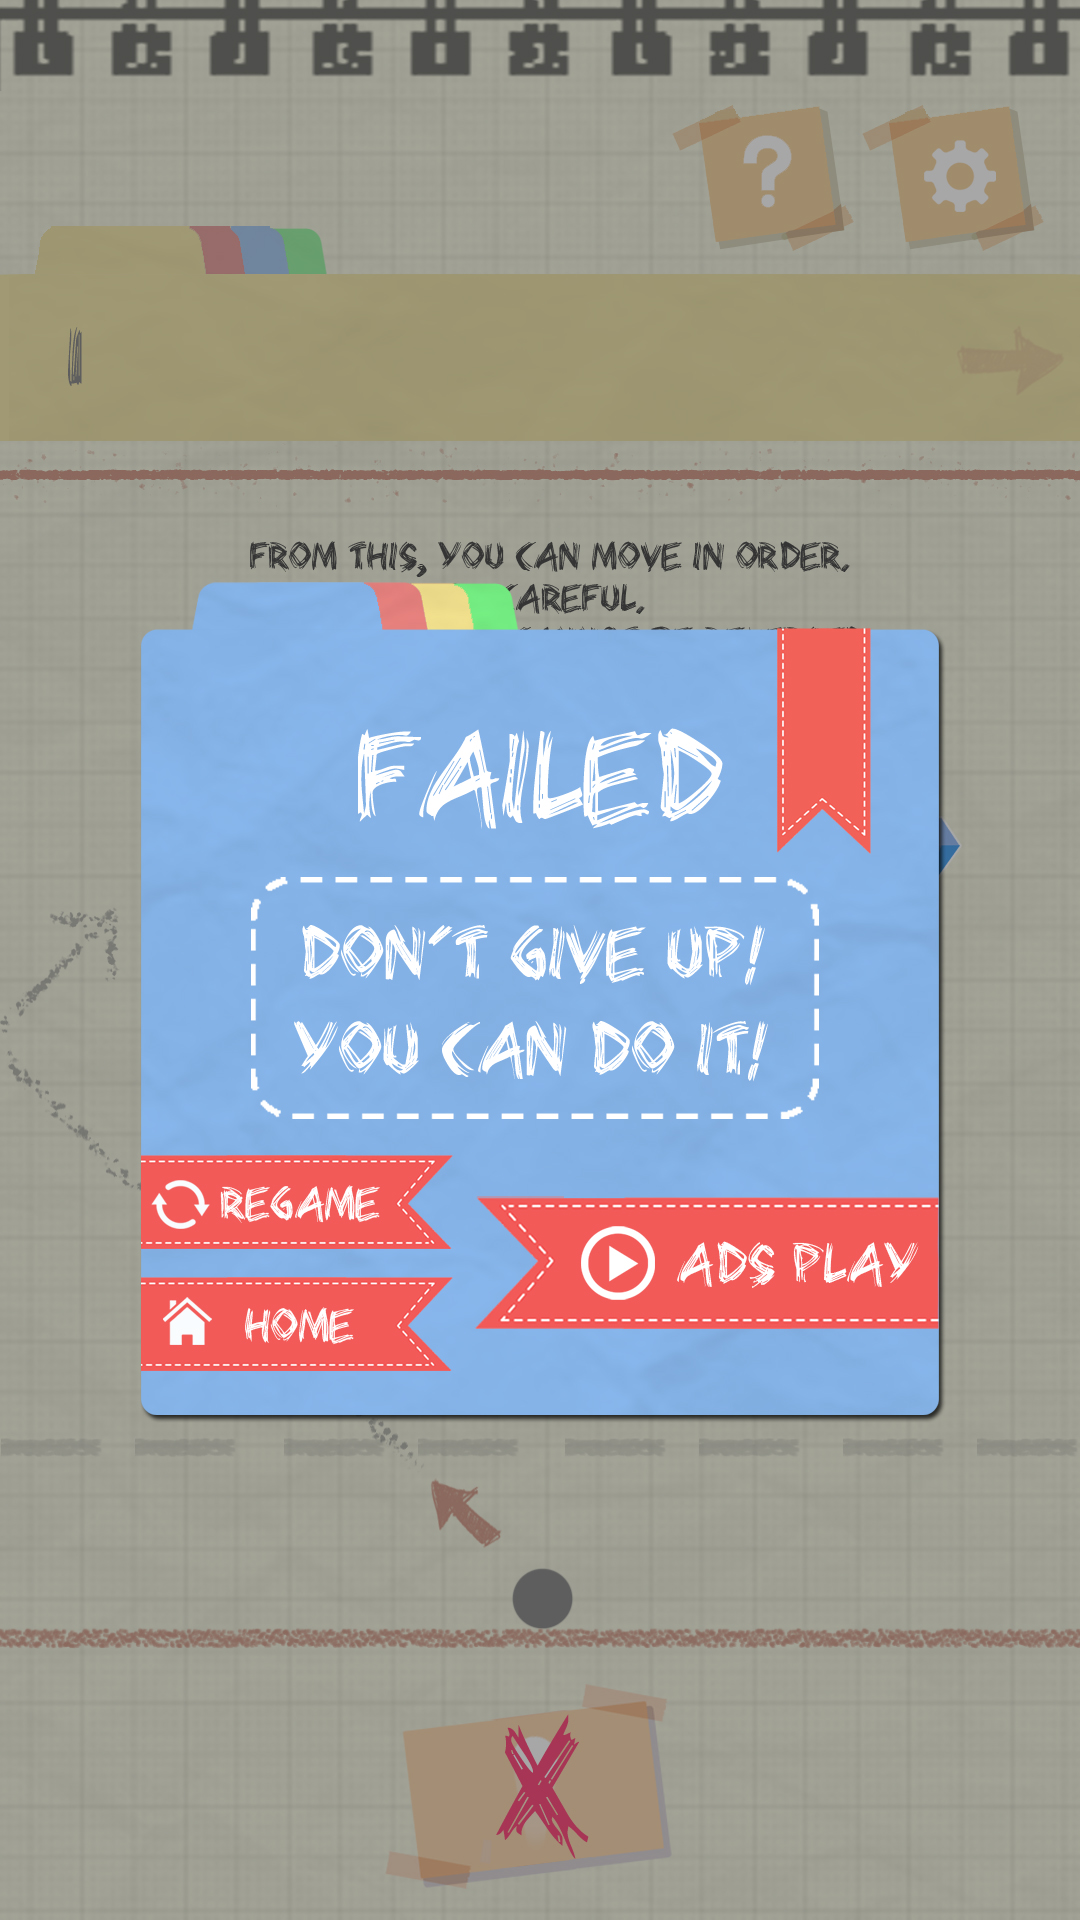 ?
FROM THIS, YOU CAN MOVE IN ORDER.
CAREFUL,
FAILED
DON'T GIVE UP!
YOU CAN DO IT!
REGAME
ADS PLAY
HOME
X